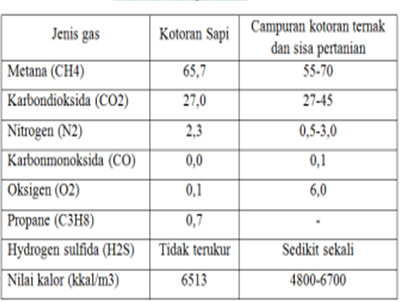 Jenis gas Kotoran Sapi Campuran kotoran ternak dan sisa pertanian
Metana (CH4) 65,7 55-70
Karbondioksida (CO2) 27,0 27-45
Nitrogen (N2) 2,3 0,5-3,0
Karbonmonoksida (CO) 0,0 0,1
Oksigen (O2) 0,1 6,0
Propane (C3H8) 0,7 -
Hydrogen sulfida (H2S) Tidak terukur Sedikit sekali
Nilai kalor (kkal/m3) 6513 4800-6700